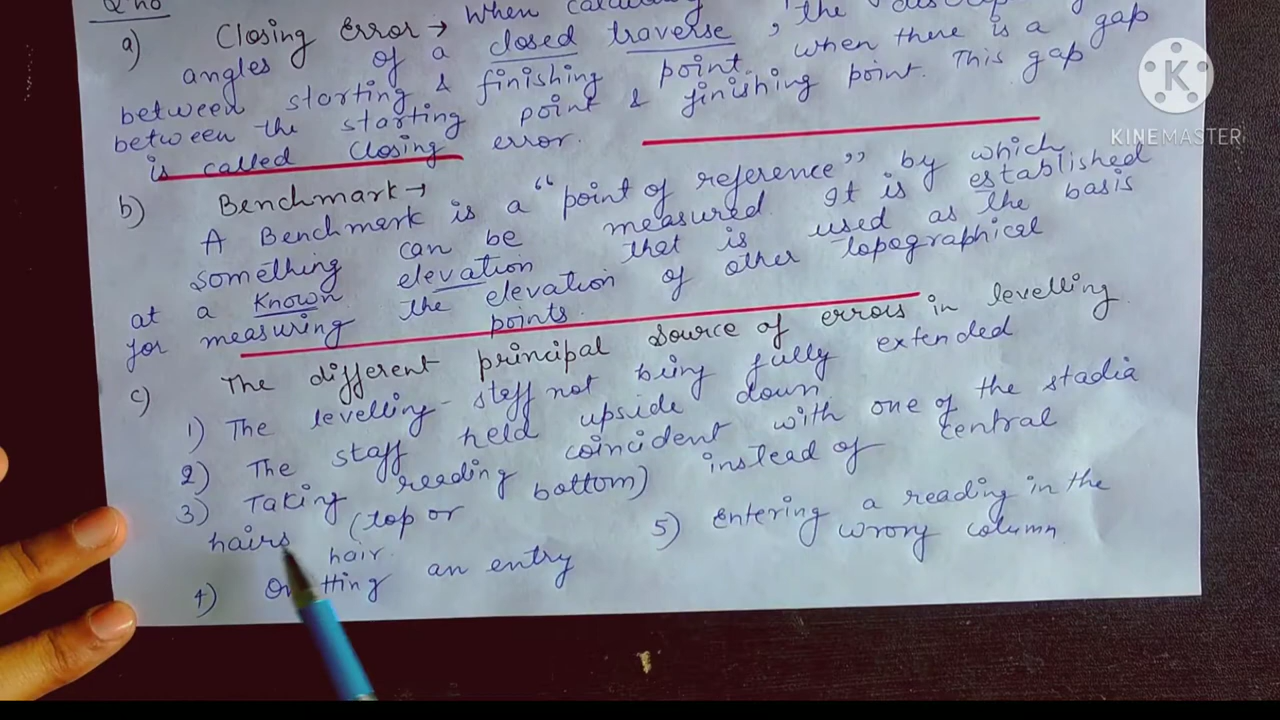 Q no
a) Closing Error → When
angles of a closed traverse, the
between starting & finishing point. When there is a gap
between the starting point & finishing point. This gap
is called closing error.
b) Benchmark →
A Benchmark is a "point of reference" by which
something can be measured. It is established
at a Known elevation that is used as the basis
for measuring the elevation of other topographical
points.
c) The different principal source of errors in levelling
1) The levelling-staff not being fully extended
2) The staff held upside down
3) Taking reading coincident with one of the stadia
hairs (top or bottom) instead of central
hair.
4) an entry
5) Entering a reading in the
wrong column
KINEMASTER